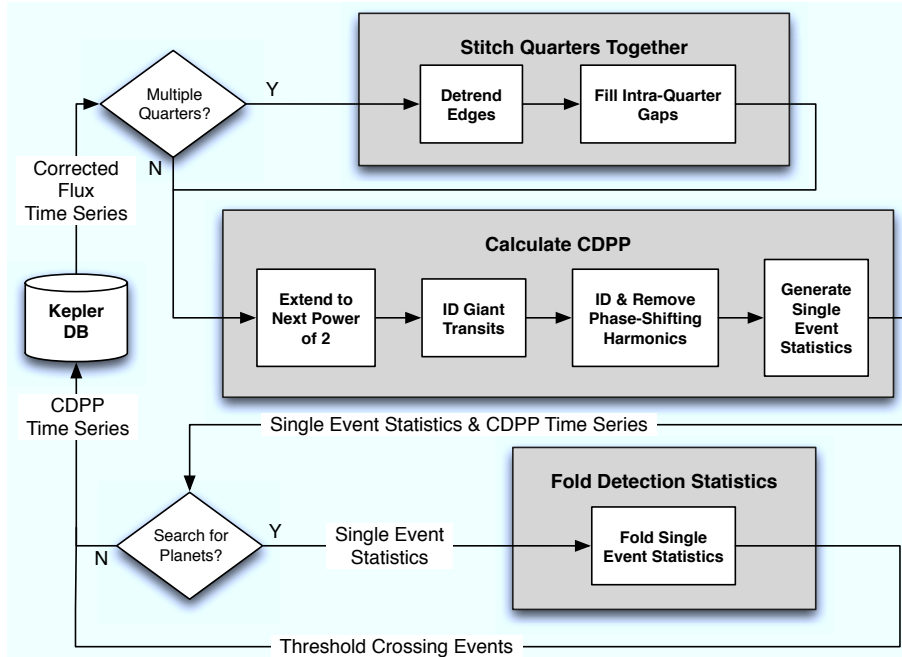 Stitch Quarters Together
Multiple
Quarters?
Y
Detrend
Edges
Fill Intra-Quarter
Gaps
N
Corrected
Flux
Time Series
Calculate CDPP
Extend to
Next Power
of 2
ID Giant
Transits
ID & Remove
Phase-Shifting
Harmonics
Generate
Single
Event
Statistics
Kepler
DB
CDPP
Time Series
Single Event Statistics & CDPP Time Series
Fold Detection Statistics
Search for
Planets?
Y
N
Single Event
Statistics
Fold Single
Event Statistics
Threshold Crossing Events